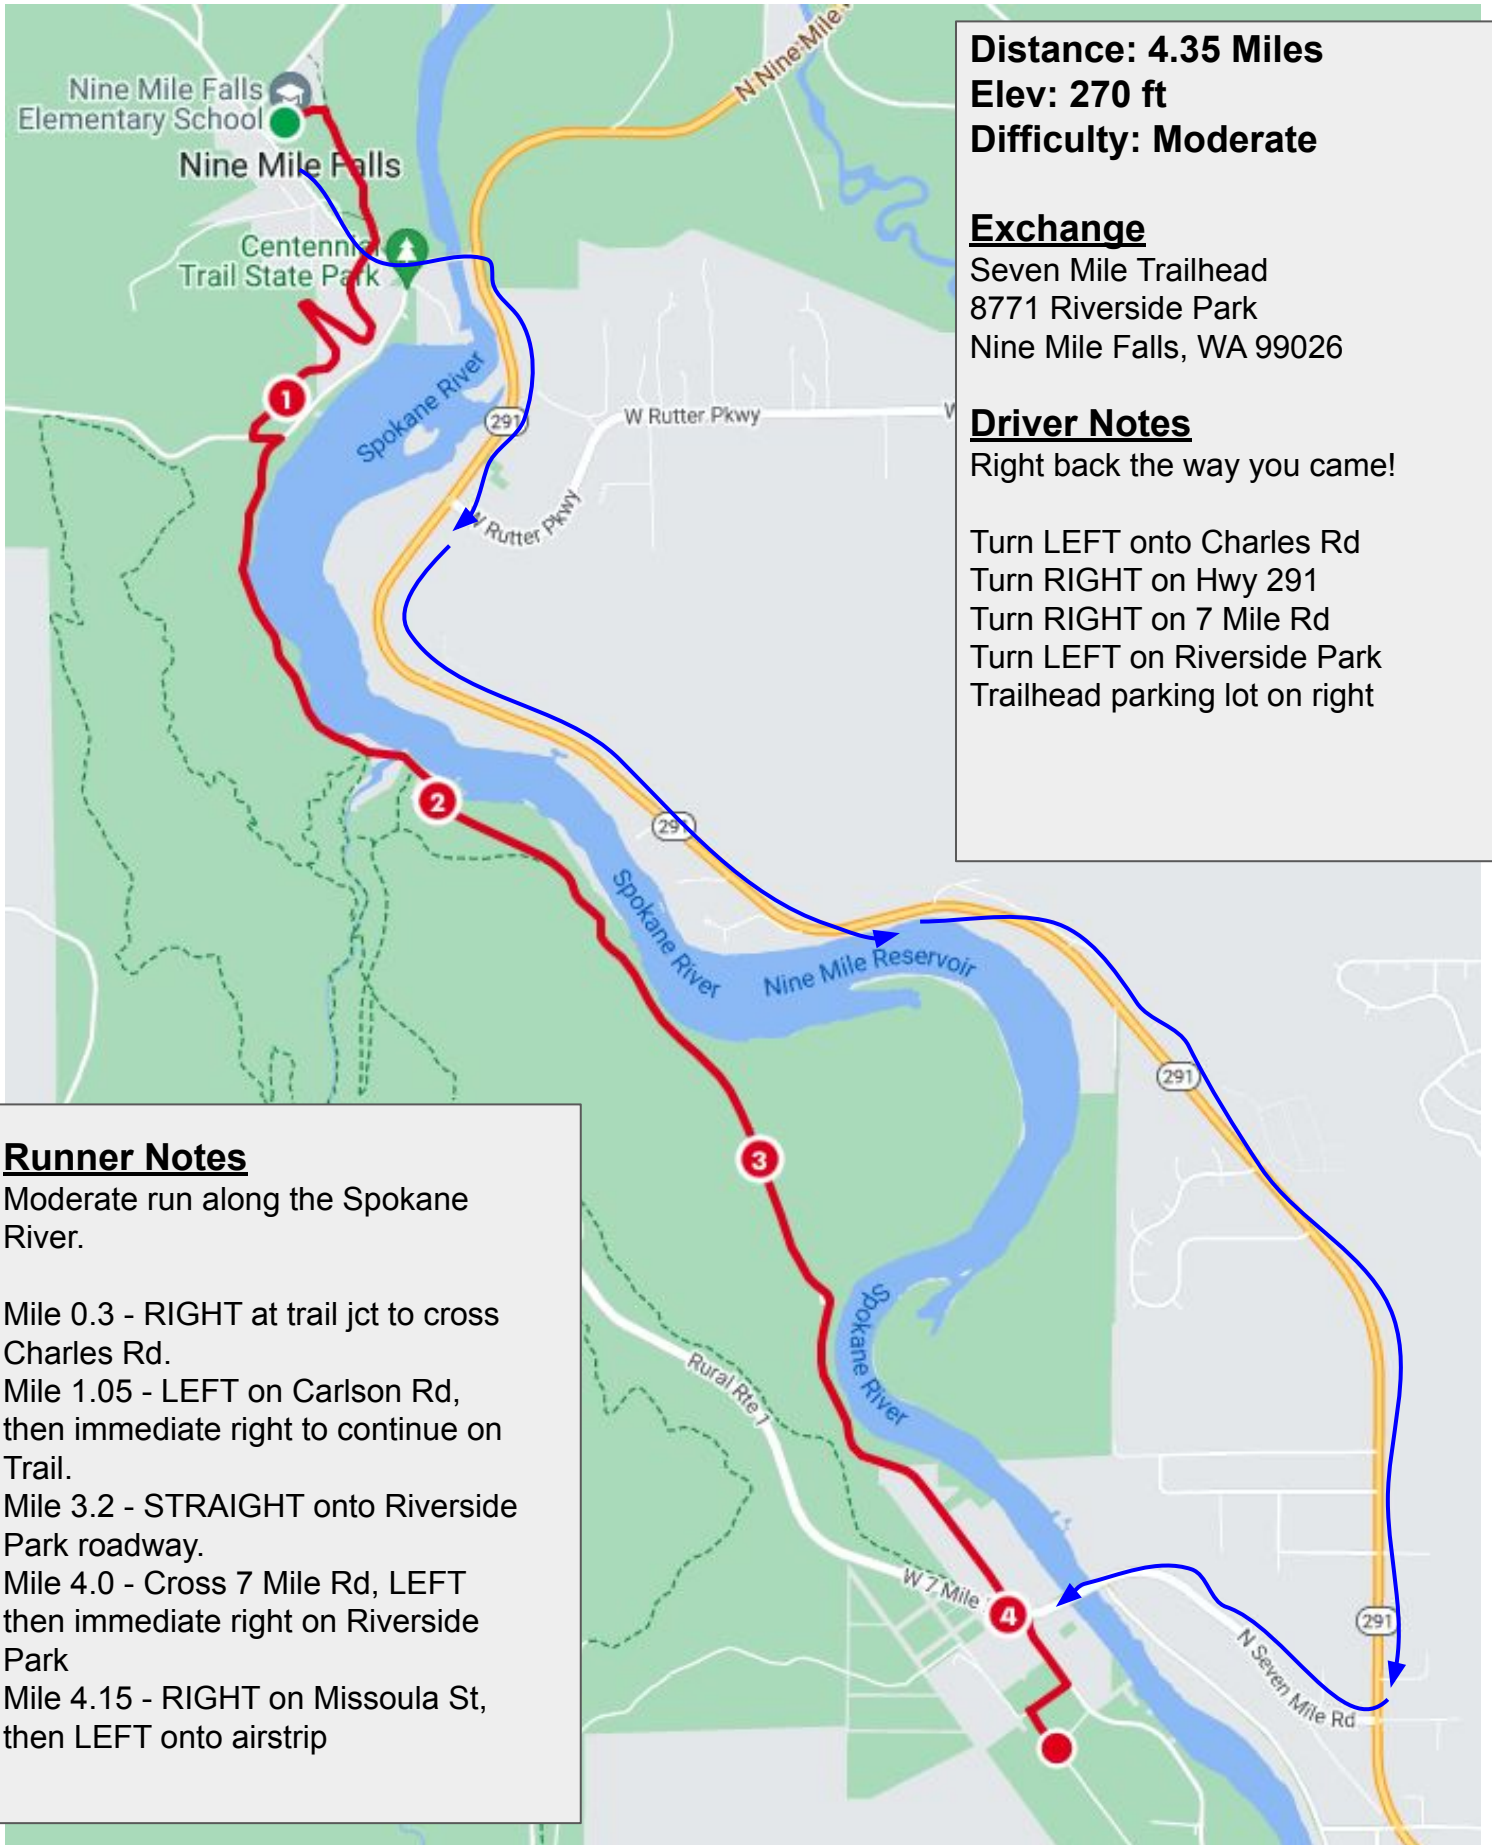 Distance: 4.35 Miles
Elev: 270 ft
Difficulty: Moderate
Exchange
Seven Mile Trailhead
8771 Riverside Park
Nine Mile Falls, WA 99026
Driver Notes
Right back the way you came!
Turn LEFT onto Charles Rd
Turn RIGHT on Hwy 291
Turn RIGHT on 7 Mile Rd
Turn LEFT on Riverside Park
Trailhead parking lot on right
N Nine Mile
Nine Mile Falls
Elementary School
Nine Mile Falls
Centennial
Trail State Park
1
Spokane River
291
W Rutter Pkwy
W
W Rutter Pkwy
2
291
Spokane River
Nine Mile Reservoir
291
3
Spokane River
Rural Rte 7
W 7 Mile
4
291
N Seven Mile Rd
Runner Notes
Moderate run along the Spokane
River.
Mile 0.3 - RIGHT at trail jct to cross
Charles Rd.
Mile 1.05 - LEFT on Carlson Rd,
then immediate right to continue on
Trail.
Mile 3.2 - STRAIGHT onto Riverside
Park roadway.
Mile 4.0 - Cross 7 Mile Rd, LEFT
then immediate right on Riverside
Park
Mile 4.15 - RIGHT on Missoula St,
then LEFT onto airstrip